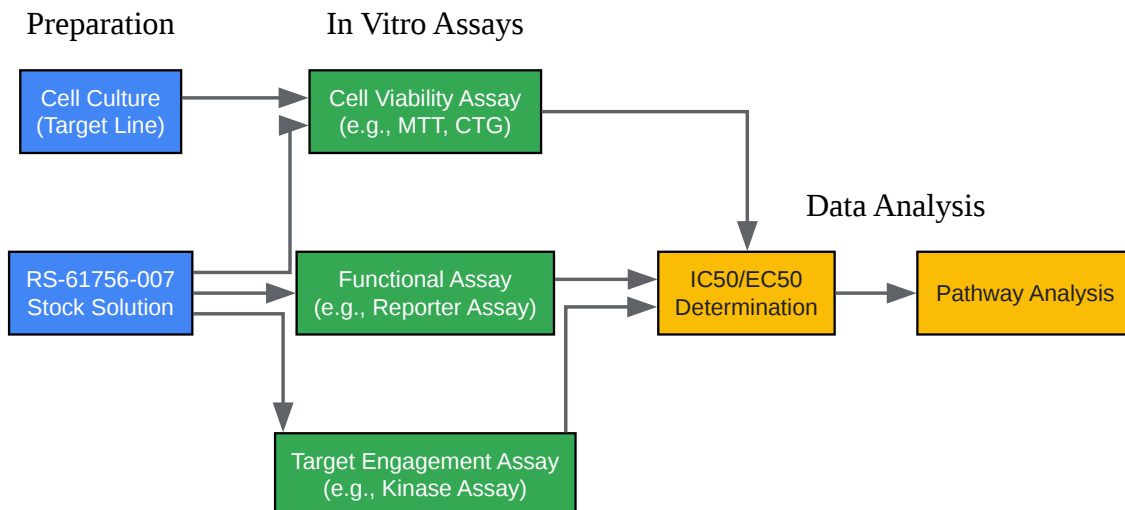 Preparation
In Vitro Assays
Cell Culture
(Target Line)
Cell Viability Assay
(e.g., MTT, CTG)
Data Analysis
RS-61756-007
Stock Solution
Functional Assay
(e.g., Reporter Assay)
IC50/EC50
Determination
Pathway Analysis
Target Engagement Assay
(e.g., Kinase Assay)